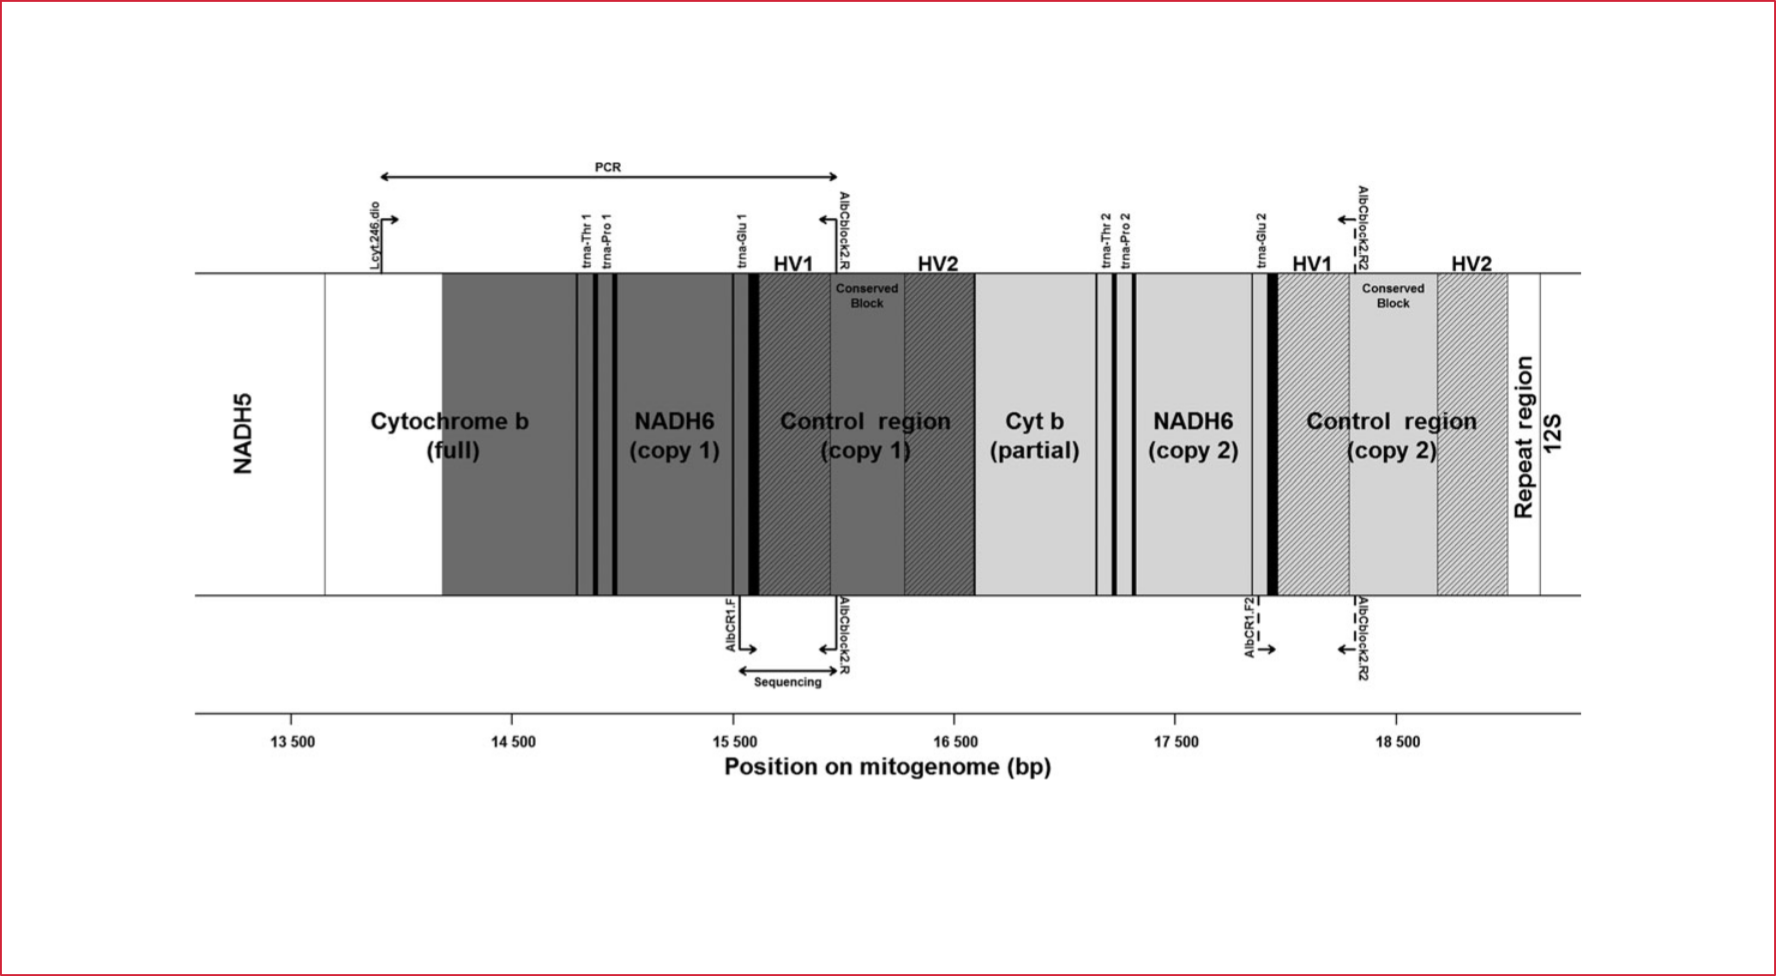 PCR
Lcyt.246.dio
trna-Thr 1
trna-Pro 1
trna-Glu 1
AlbCblock2.R
trna-Thr 2
trna-Pro 2
trna-Glu 2
AlbCblock2.R2
HV1
HV2
HV1
HV2
Conserved
Block
Conserved
Block
NADH5
Cytochrome b
(full)
NADH6
(copy 1)
Control region
(copy 1)
Cyt b
(partial)
NADH6
(copy 2)
Control region
(copy 2)
Repeat region
12S
AlbCR1.F
AlbCblock2.R
AlbCR1.F2
AlbCblock2.R2
Sequencing
13 500
14 500
15 500
16 500
17 500
18 500
Position on mitogenome (bp)